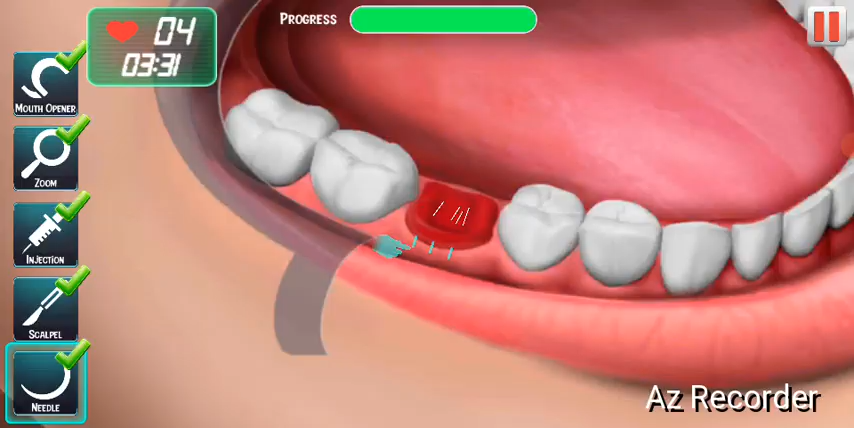 PROGRESS
04
03:31
MOUTH OPENER
ZOOM
INJECTION
SCALPEL
NEEDLE
Az Recorder